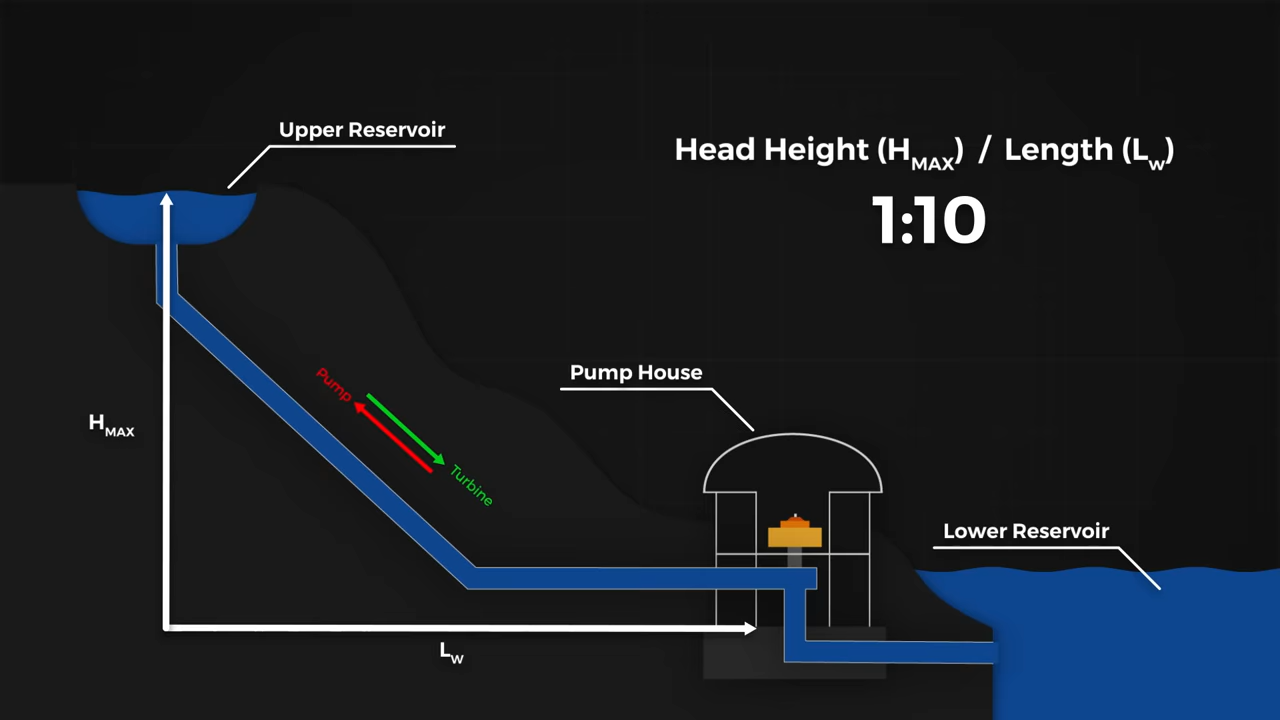 Upper Reservoir
Head Height (HMAX) / Length (Lw)
1:10
Pump House
Pump
Turbine
HMAX
Lower Reservoir
LW